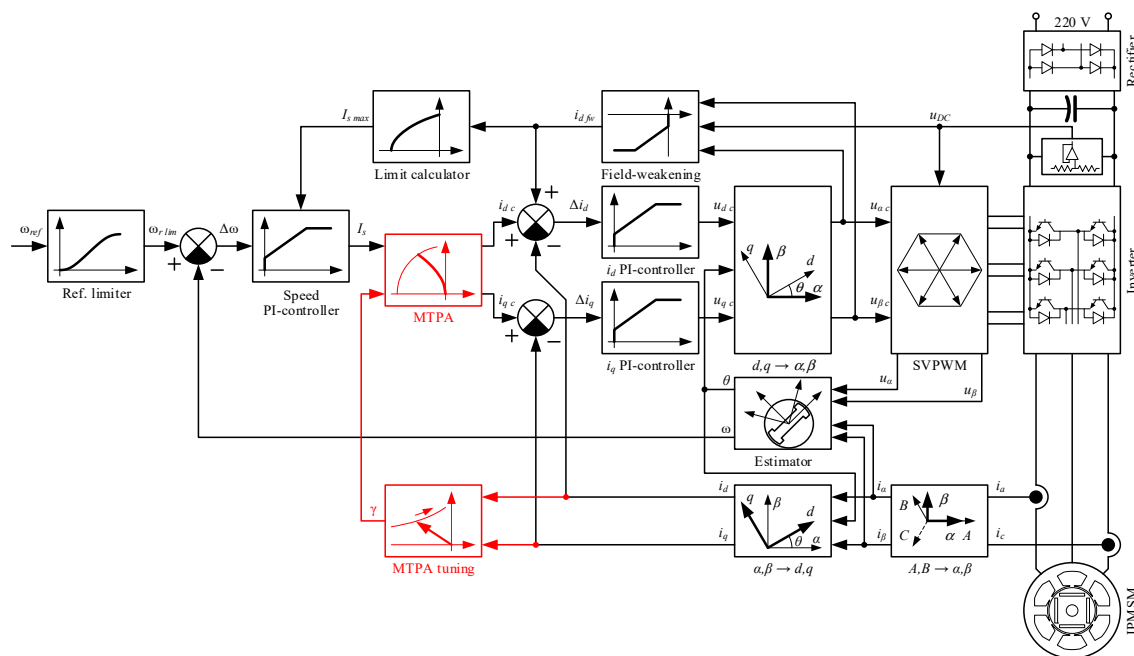 220 V
Rectifier
I_s max
i_d fw
u_DC
Limit calculator
Field-weakening
ω_ref
ω_r lim
Δω
I_s
i_d c
Δi_d
u_d c
u_α c
+
−
+
+
−
q
β
d
θ
α
i_d PI-controller
Ref. limiter
Speed
PI-controller
MTPA
i_q c
Δi_q
u_q c
u_β c
+
−
i_q PI-controller
d,q → α,β
SVPWM
Inverter
θ
u_α
u_β
ω
Estimator
γ
i_d
q
β
d
θ
α
i_α
B
β
C
α
A
i_a
i_q
i_β
i_c
MTPA tuning
α,β → d,q
A,B → α,β
IPMSM